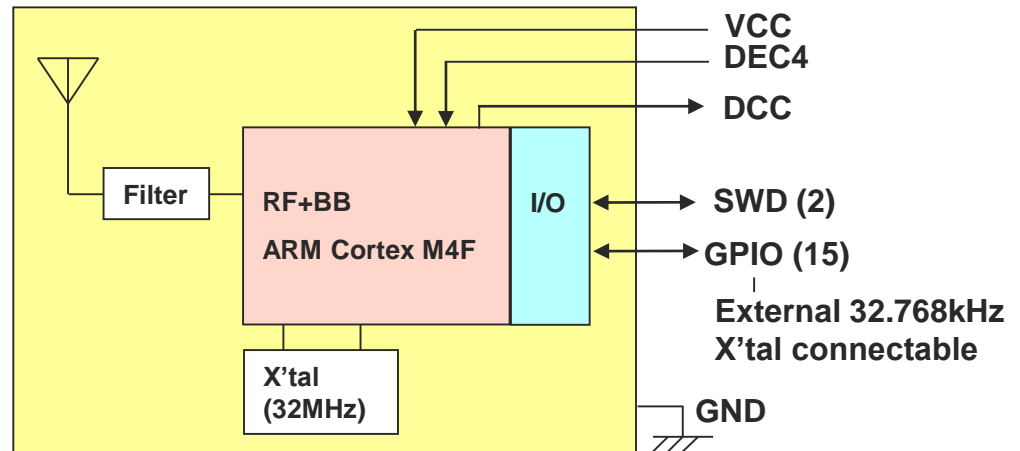 VCC
DEC4
DCC
Filter
RF+BB
ARM Cortex M4F
I/O
SWD (2)
GPIO (15)
External 32.768kHz
X’tal connectable
X’tal
(32MHz)
GND